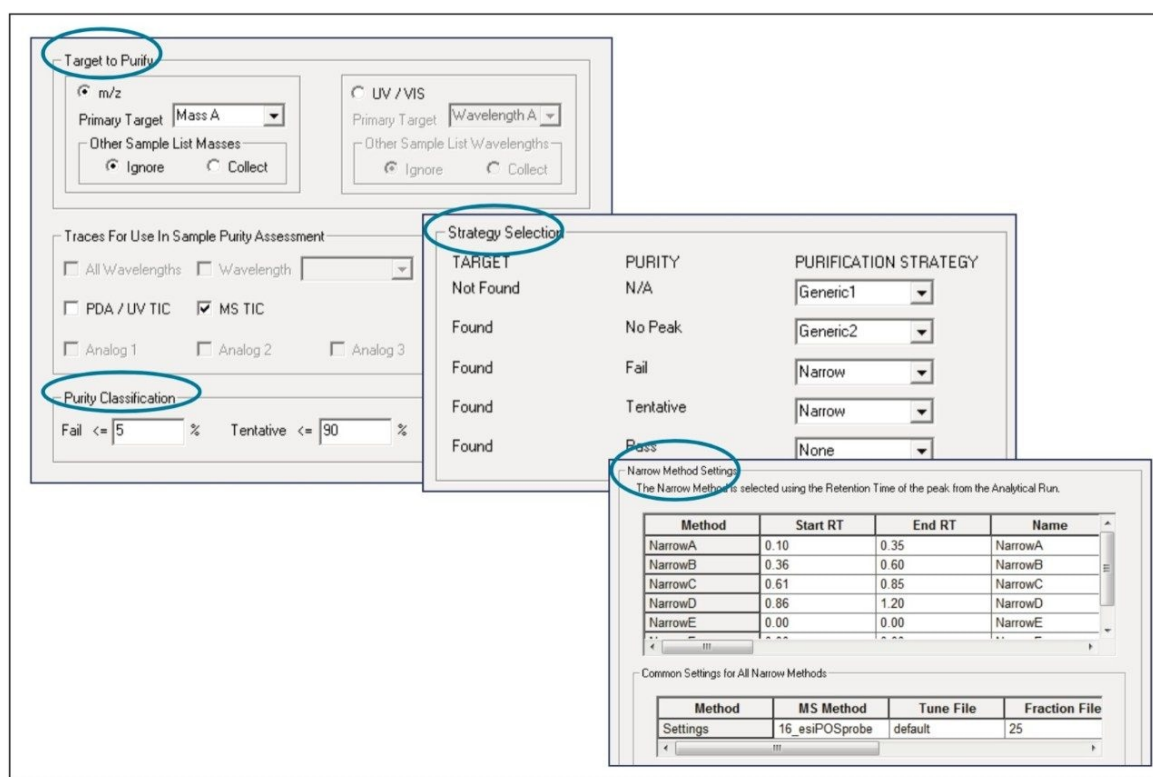 Target to Purify
m/z
Primary Target Mass A
Other Sample List Masses
Ignore Collect
UV / VIS
Primary Target Wavelength A
Other Sample List Wavelengths
Ignore Collect
Traces For Use In Sample Purity Assessment
All Wavelengths Wavelength
PDA / UV TIC MS TIC
Analog 1 Analog 2 Analog 3
Purity Classification
Fail <= 5 % Tentative <= 90 %
Strategy Selection
TARGET PURITY PURIFICATION STRATEGY
Not Found N/A Generic1
Found No Peak Generic2
Found Fail Narrow
Found Tentative Narrow
Found Pass None
Narrow Method Settings
The Narrow Method is selected using the Retention Time of the peak from the Analytical Run.
Method Start RT End RT Name
NarrowA 0.10 0.35 NarrowA
NarrowB 0.36 0.60 NarrowB
NarrowC 0.61 0.85 NarrowC
NarrowD 0.86 1.20 NarrowD
NarrowE 0.00 0.00 NarrowE
Common Settings for All Narrow Methods
Method MS Method Tune File Fraction File
Settings 16_esiPOSprobe default 25